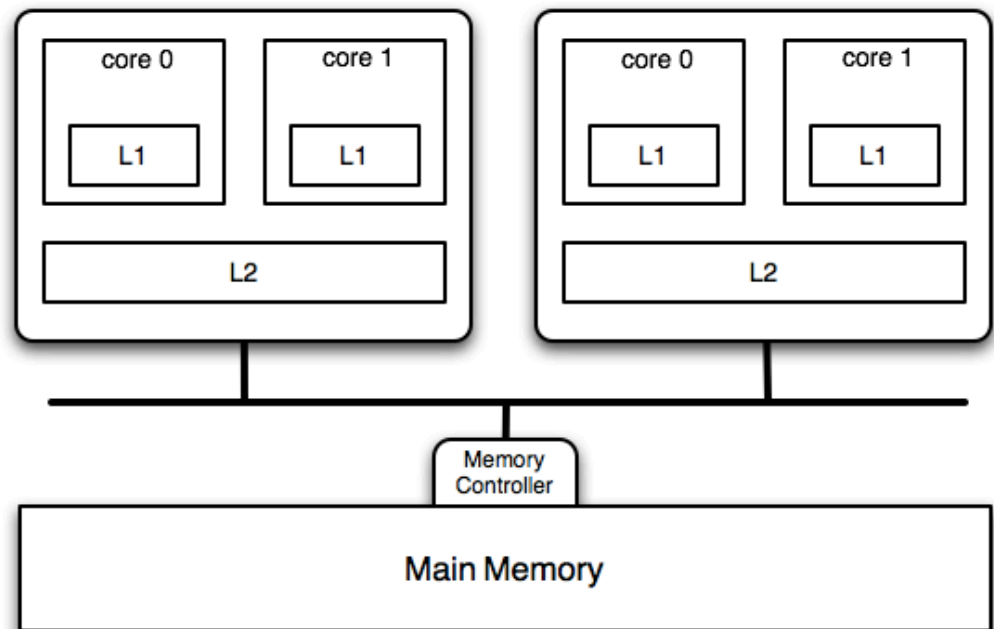 core 0
core 1
core 0
core 1
L1
L1
L1
L1
L2
L2
Memory
Controller
Main Memory